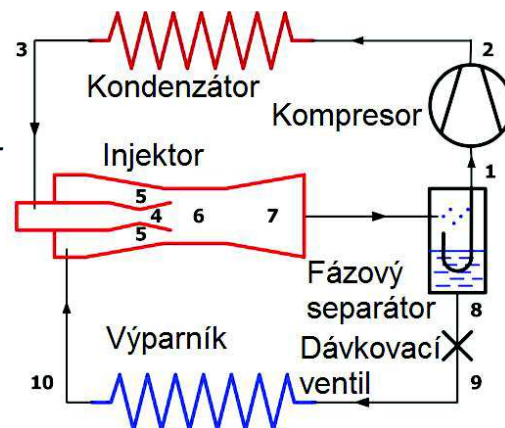 3
2
Kondenzátor
Kompresor
Injektor
1
5
4
6
7
5
Fázový
separátor
8
Výparník
Dávkovací
ventil
9
10